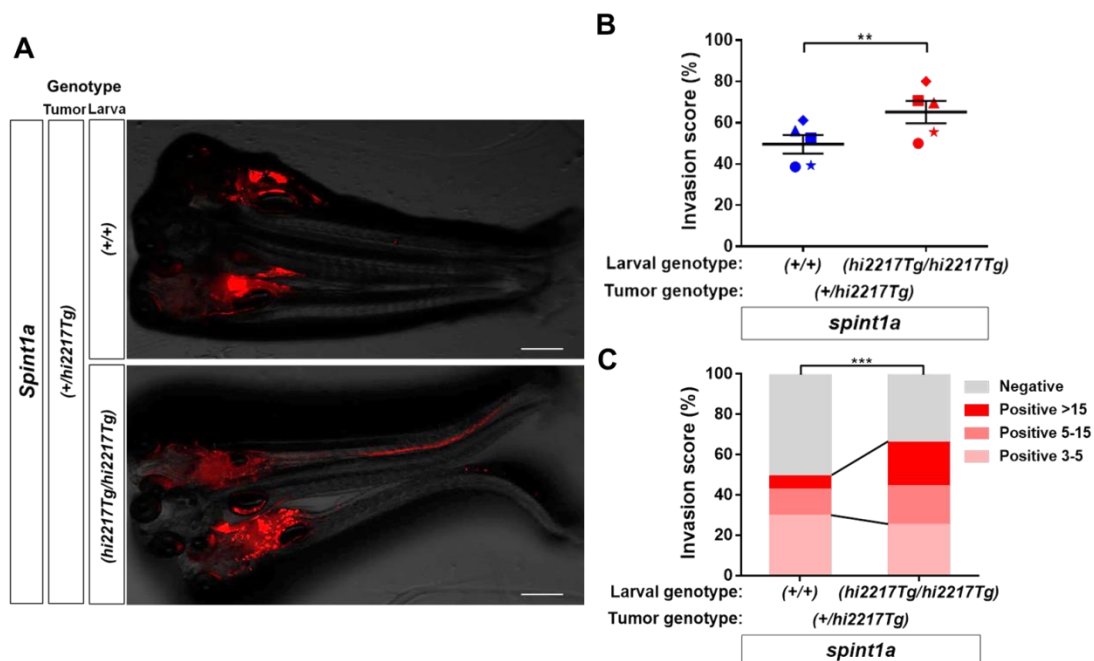 A
Genotype
Tumor Larva
Spint1a
(+/hi2217Tg)
(+/+)
(hi2217Tg/hi2217Tg)
B
**
Invasion score (%)
100
80
60
40
20
0
Larval genotype: (+/+) (hi2217Tg/hi2217Tg)
Tumor genotype: (+/hi2217Tg)
spint1a
C
***
Invasion score (%)
100
80
60
40
20
0
Negative
Positive >15
Positive 5-15
Positive 3-5
Larval genotype: (+/+) (hi2217Tg/hi2217Tg)
Tumor genotype: (+/hi2217Tg)
spint1a